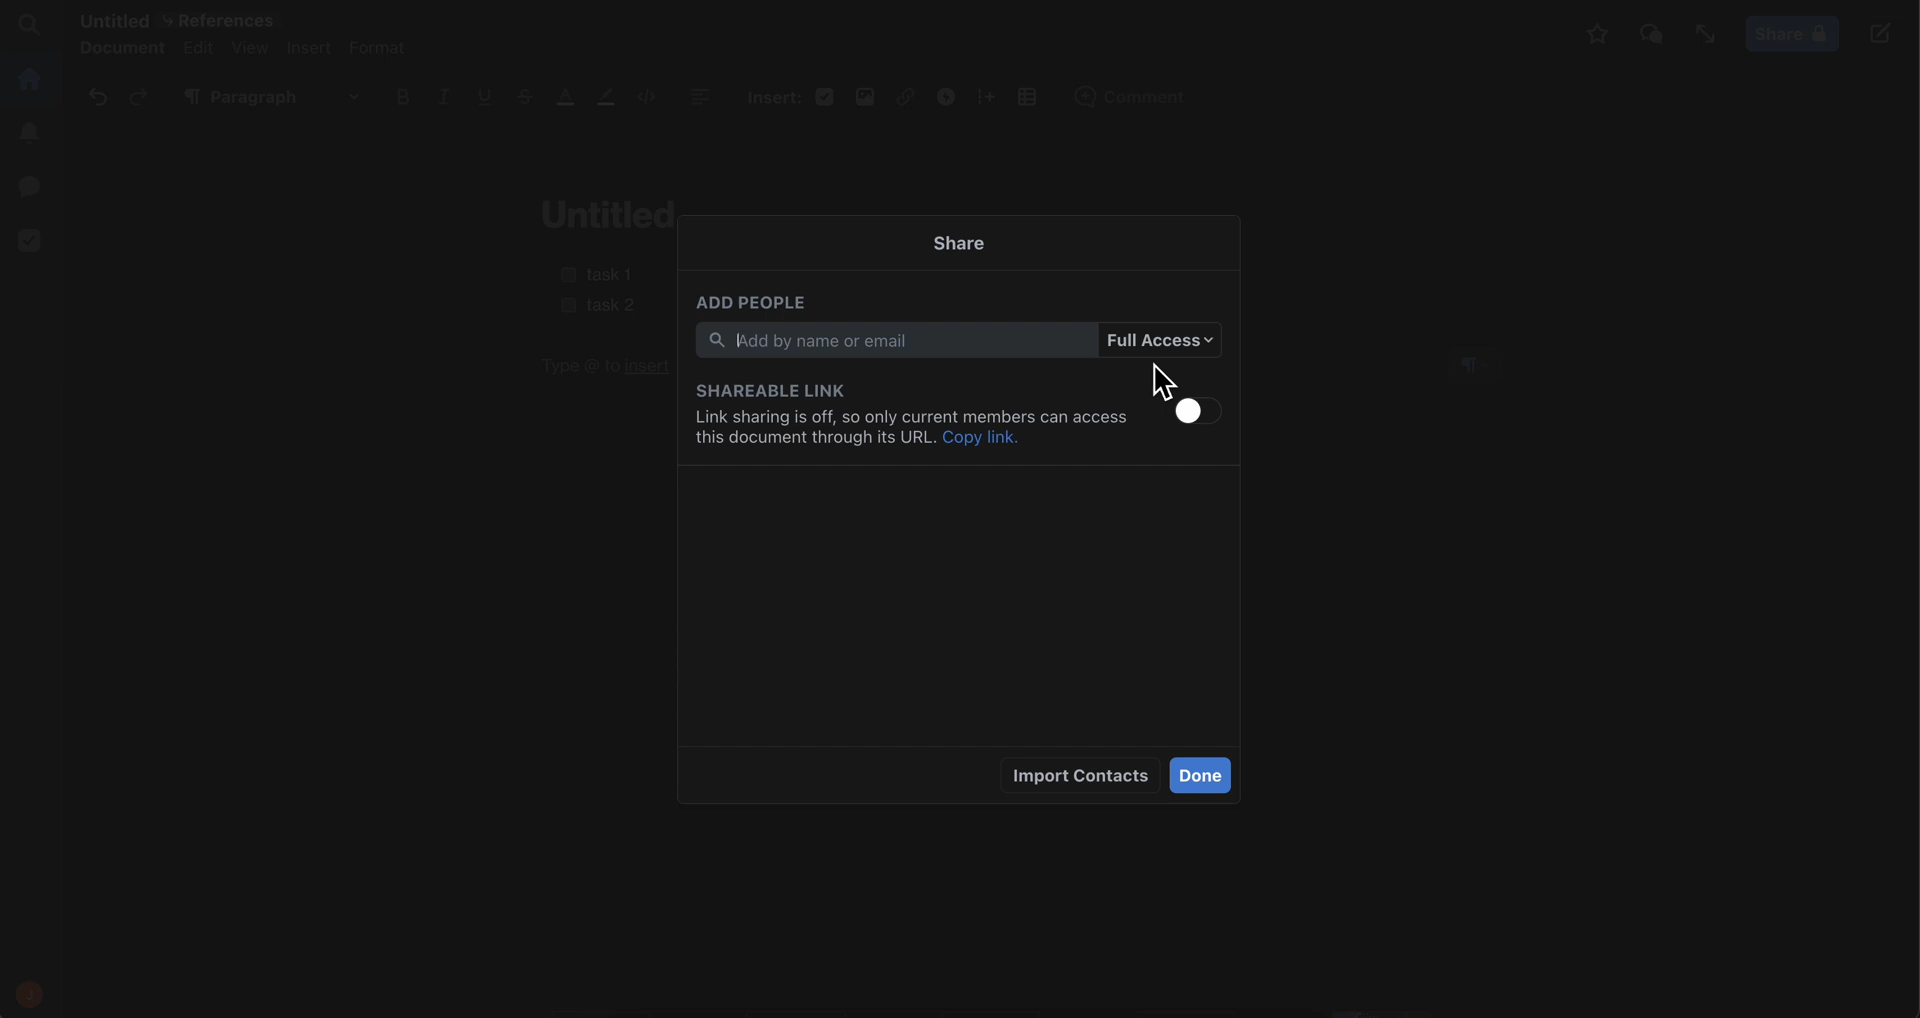 Untitled References
Document Edit View Insert Format
Share
Paragraph
Insert:
Comment
Untitled
task 1
task 2
Type @ to insert
Share
ADD PEOPLE
Add by name or email
Full Access
SHAREABLE LINK
Link sharing is off, so only current members can access
this document through its URL. Copy link.
Import Contacts
Done
J